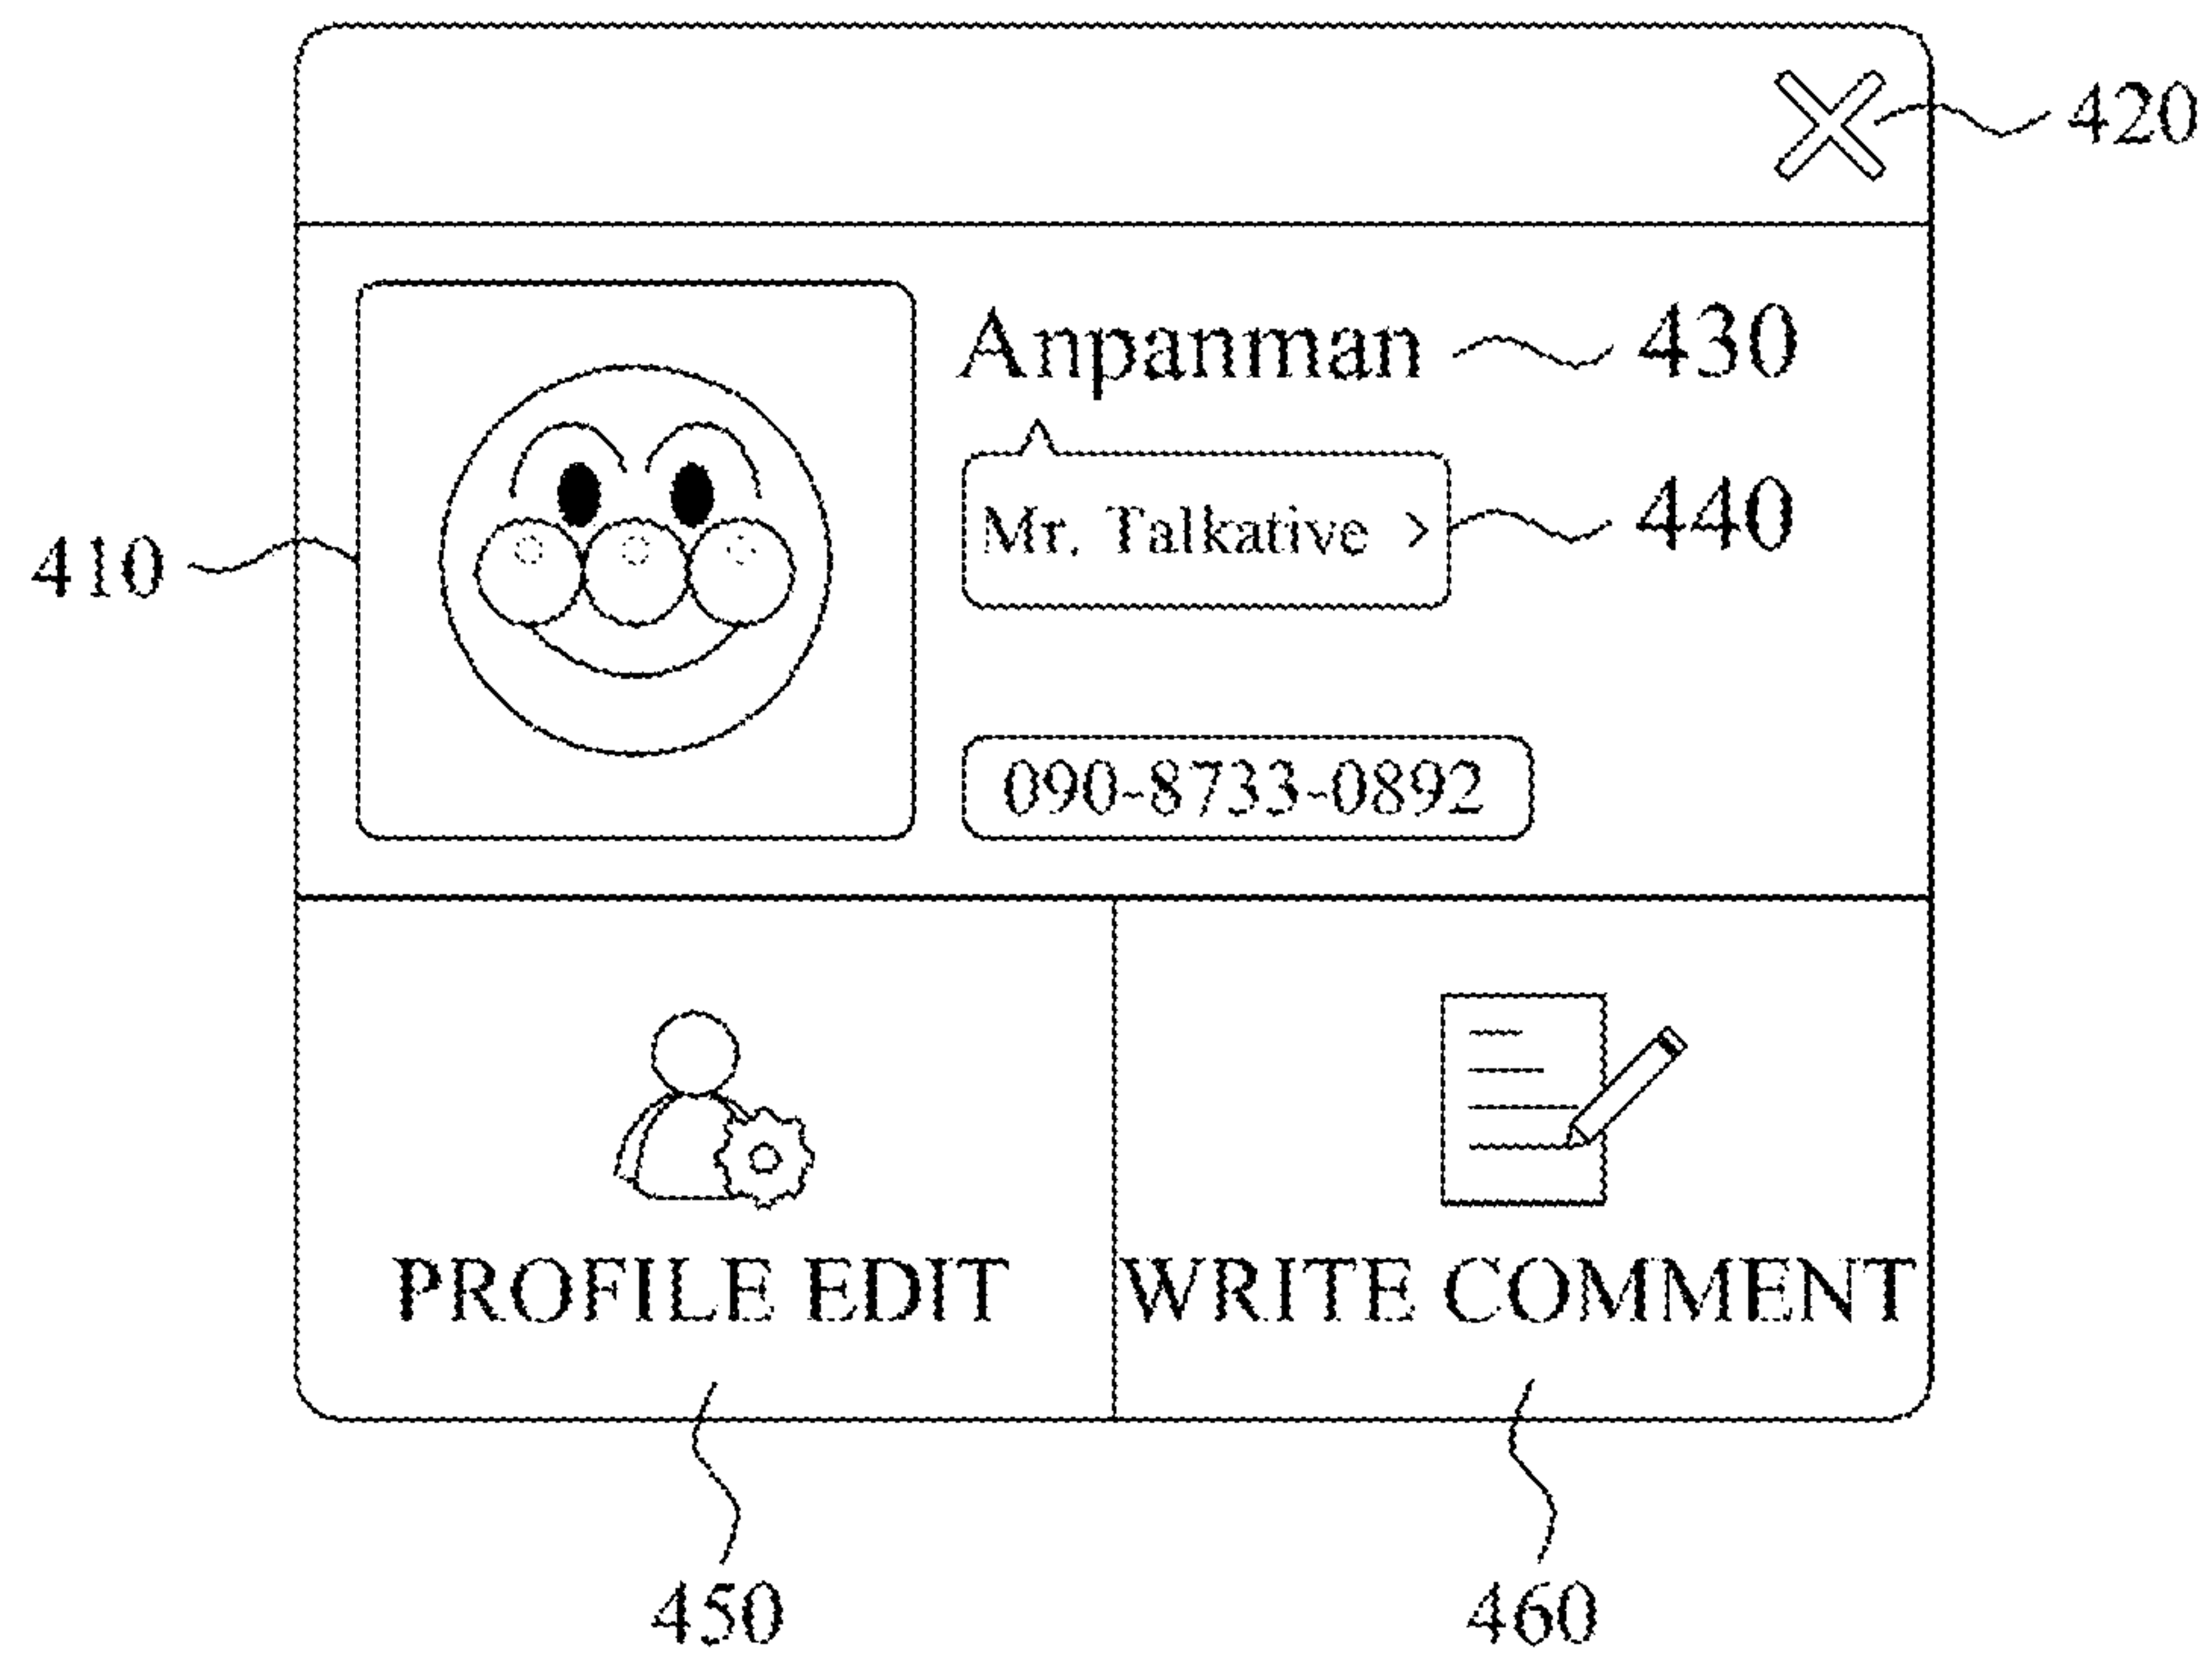 420
Anpanman 430
Mr. Talkative > 440
410
090-8733-0892
PROFILE EDIT
WRITE COMMENT
450
460